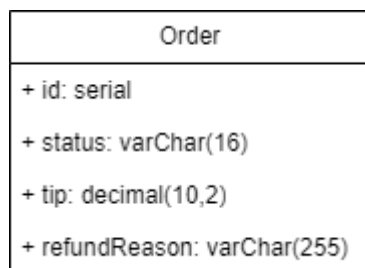 Order
+ id: serial
+ status: varChar(16)
+ tip: decimal(10,2)
+ refundReason: varChar(255)